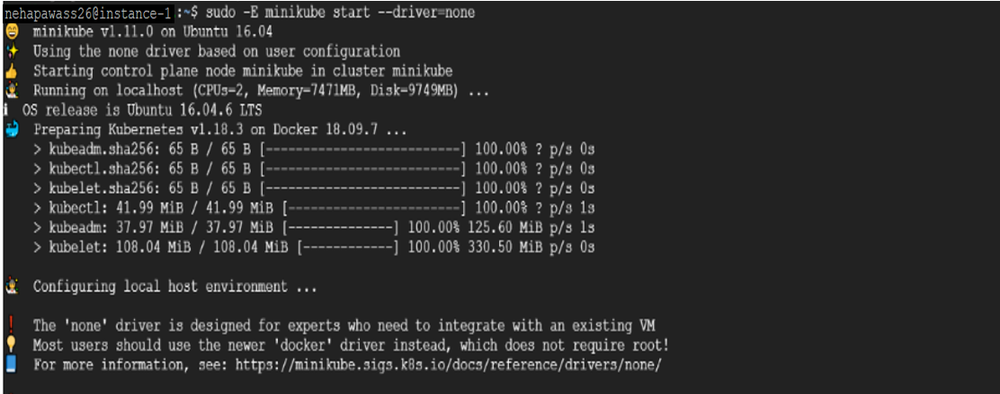 nehapawass26@instance-1:~$ sudo -E minikube start --driver=none
😄 minikube v1.11.0 on Ubuntu 16.04
✨ Using the none driver based on user configuration
👍 Starting control plane node minikube in cluster minikube
🤹 Running on localhost (CPUs=2, Memory=7471MB, Disk=9749MB) ...
ℹ OS release is Ubuntu 16.04.6 LTS
🐳 Preparing Kubernetes v1.18.3 on Docker 18.09.7 ...
> kubeadm.sha256: 65 B / 65 B [--------------------------] 100.00% ? p/s 0s
> kubectl.sha256: 65 B / 65 B [--------------------------] 100.00% ? p/s 0s
> kubelet.sha256: 65 B / 65 B [--------------------------] 100.00% ? p/s 0s
> kubectl: 41.99 MiB / 41.99 MiB [-----------------------] 100.00% ? p/s 1s
> kubeadm: 37.97 MiB / 37.97 MiB [--------------] 100.00% 125.60 MiB p/s 1s
> kubelet: 108.04 MiB / 108.04 MiB [------------] 100.00% 330.50 MiB p/s 0s
🤹 Configuring local host environment ...
❗ The 'none' driver is designed for experts who need to integrate with an existing VM
💡 Most users should use the newer 'docker' driver instead, which does not require root!
📘 For more information, see: https://minikube.sigs.k8s.io/docs/reference/drivers/none/